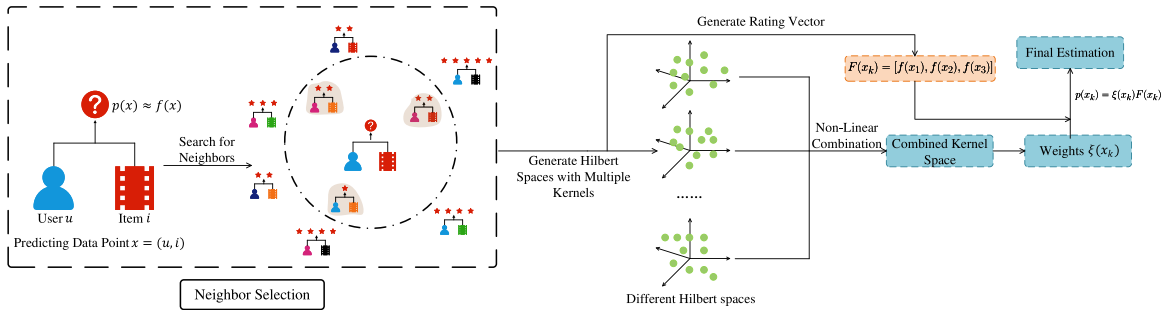 ?
p(x) ≈ f(x)
User u
Item i
Predicting Data Point x = (u, i)
Search for
Neighbors
?
Neighbor Selection
Generate Hilbert
Spaces with Multiple
Kernels
Generate Rating Vector
......
Different Hilbert spaces
Non-Linear
Combination
F(x_k) = [f(x_1), f(x_2), f(x_3)]
Combined Kernel
Space
Weights ξ(x_k)
p(x_k) = ξ(x_k)F(x_k)
Final Estimation